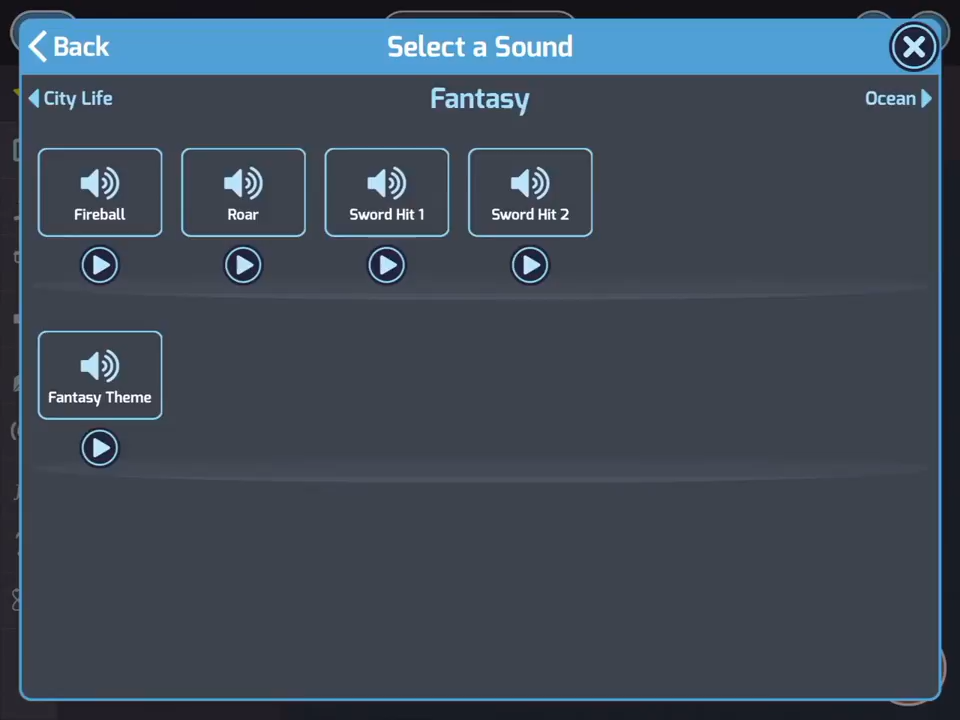 Back
Select a Sound
City Life
Fantasy
Ocean
Fireball
Roar
Sword Hit 1
Sword Hit 2
Fantasy Theme